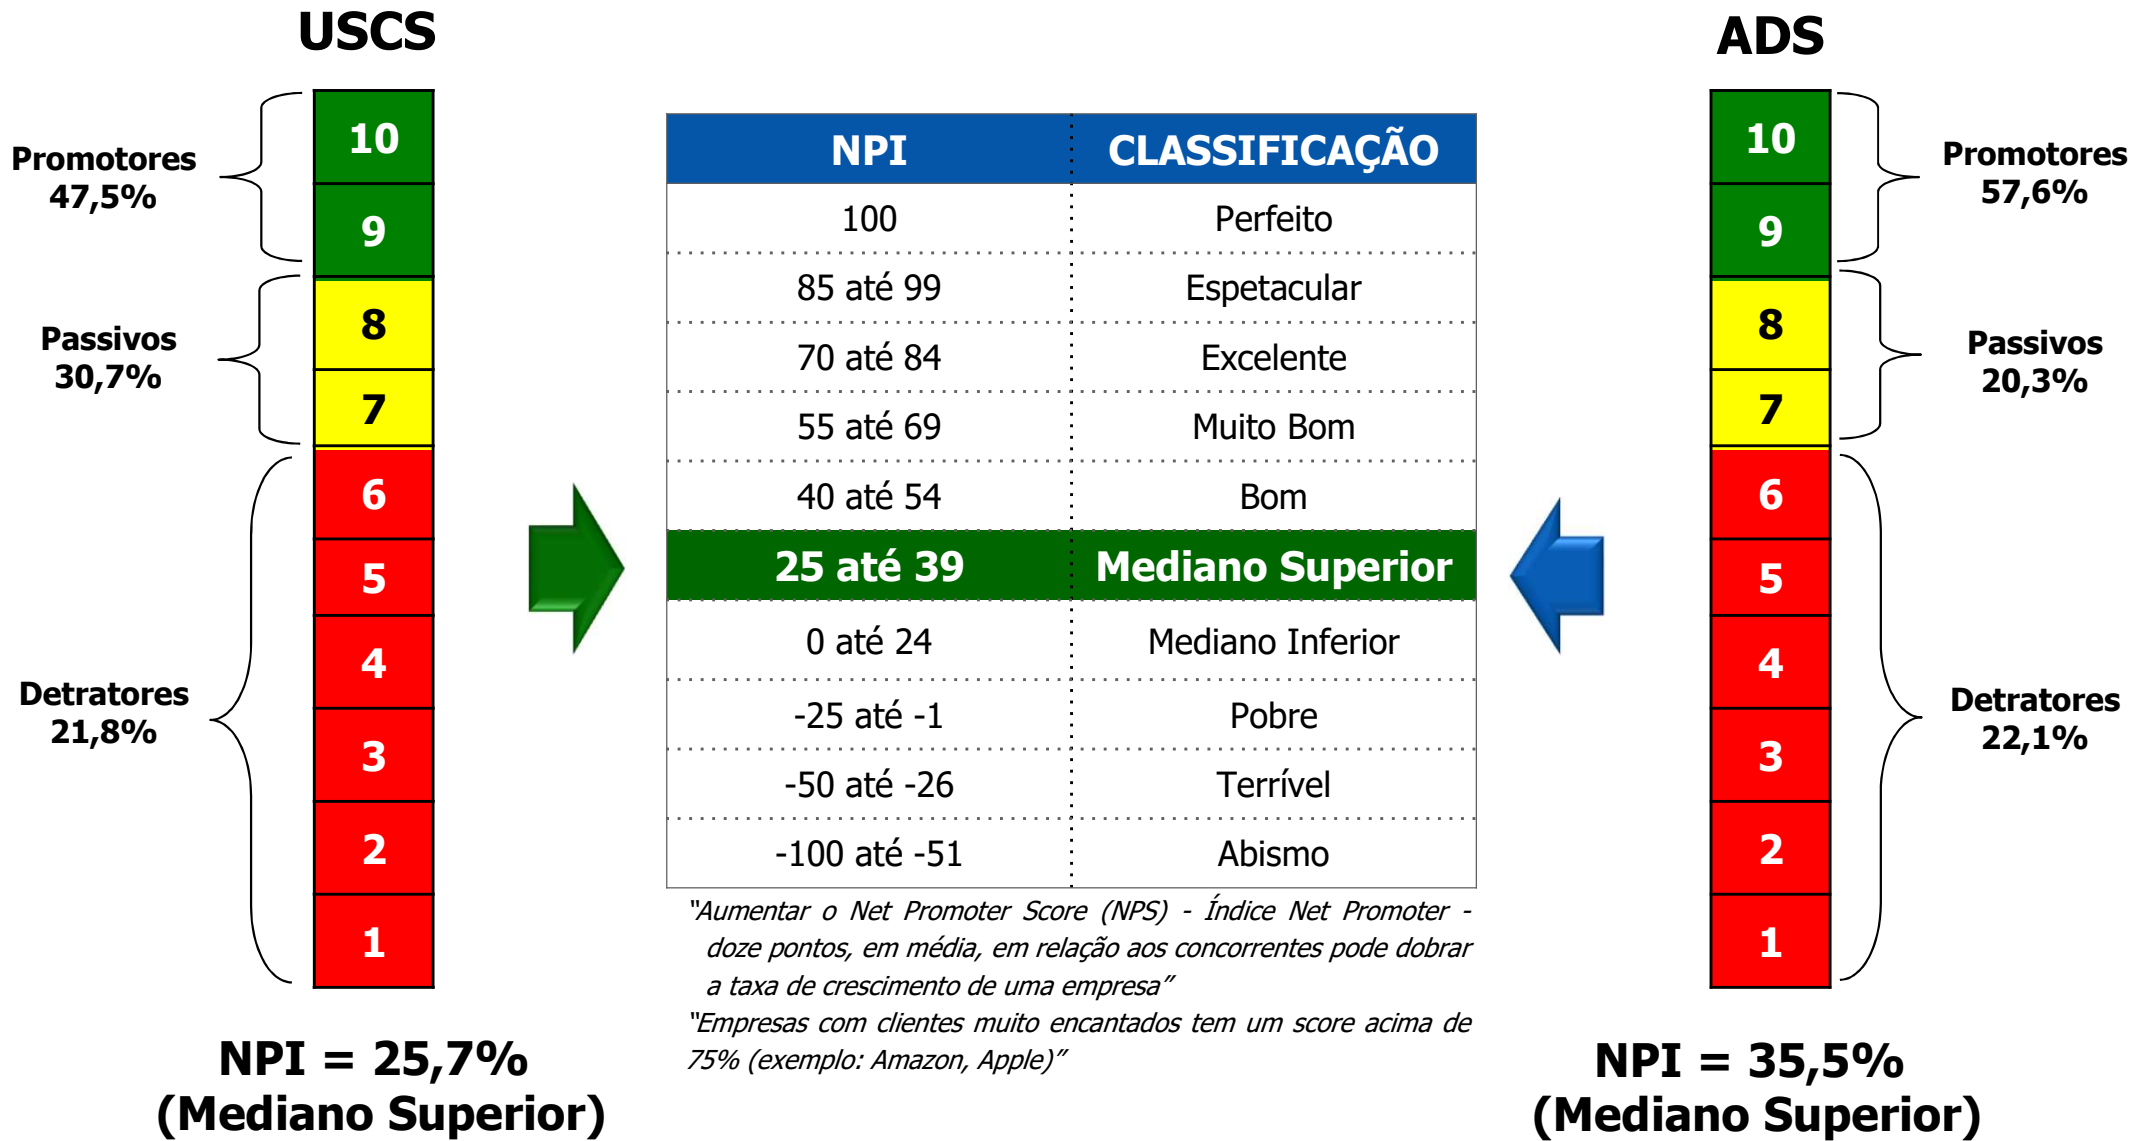 USCS
10
9
8
7
6
5
4
3
2
1
Promotores
47,5%
Passivos
30,7%
Detratores
21,8%
NPI = 25,7%
(Mediano Superior)
NPI CLASSIFICAÇÃO
100 Perfeito
85 até 99 Espetacular
70 até 84 Excelente
55 até 69 Muito Bom
40 até 54 Bom
25 até 39 Mediano Superior
0 até 24 Mediano Inferior
-25 até -1 Pobre
-50 até -26 Terrível
-100 até -51 Abismo
“Aumentar o Net Promoter Score (NPS) - Índice Net Promoter -
doze pontos, em média, em relação aos concorrentes pode dobrar
a taxa de crescimento de uma empresa”
“Empresas com clientes muito encantados tem um score acima de
75% (exemplo: Amazon, Apple)”
ADS
10
9
8
7
6
5
4
3
2
1
Promotores
57,6%
Passivos
20,3%
Detratores
22,1%
NPI = 35,5%
(Mediano Superior)